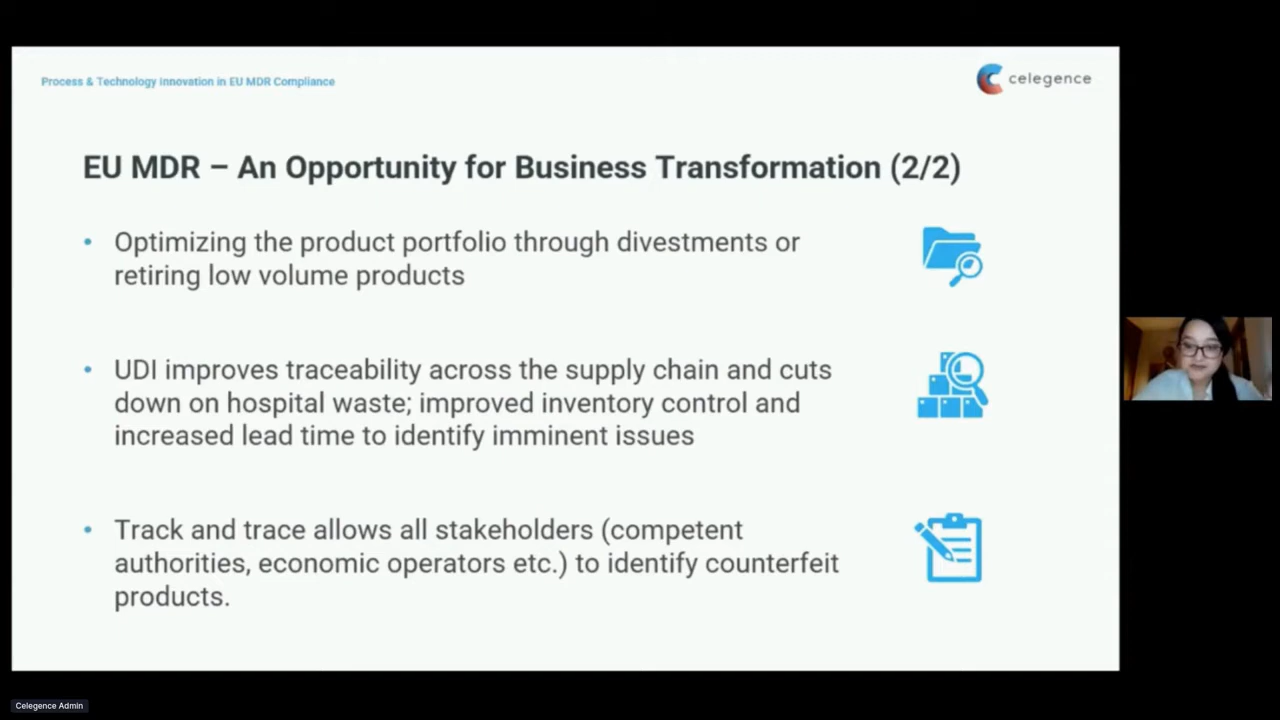 Process & Technology Innovation in EU MDR Compliance
celegence
EU MDR – An Opportunity for Business Transformation (2/2)
• Optimizing the product portfolio through divestments or
retiring low volume products
• UDI improves traceability across the supply chain and cuts
down on hospital waste; improved inventory control and
increased lead time to identify imminent issues
• Track and trace allows all stakeholders (competent
authorities, economic operators etc.) to identify counterfeit
products.
Celegence Admin